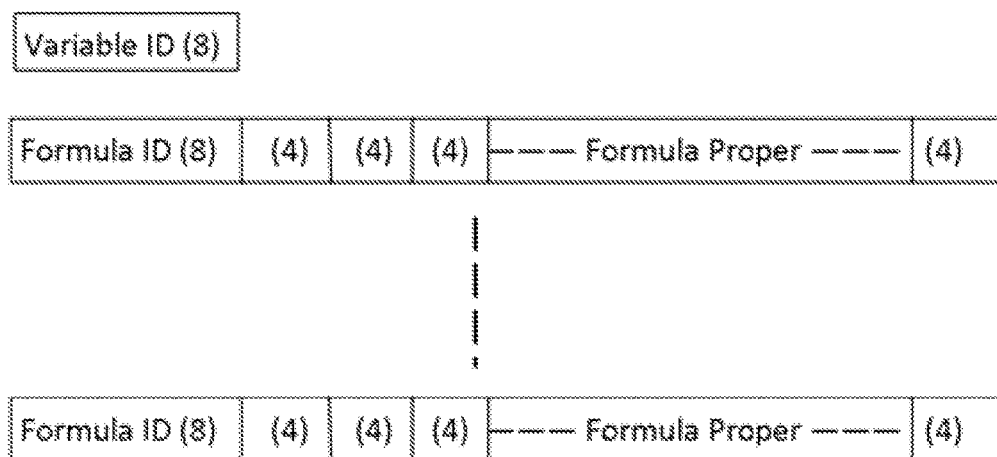 Variable ID (8)
Formula ID (8) (4) (4) (4) Formula Proper (4)
Formula ID (8) (4) (4) (4) Formula Proper (4)